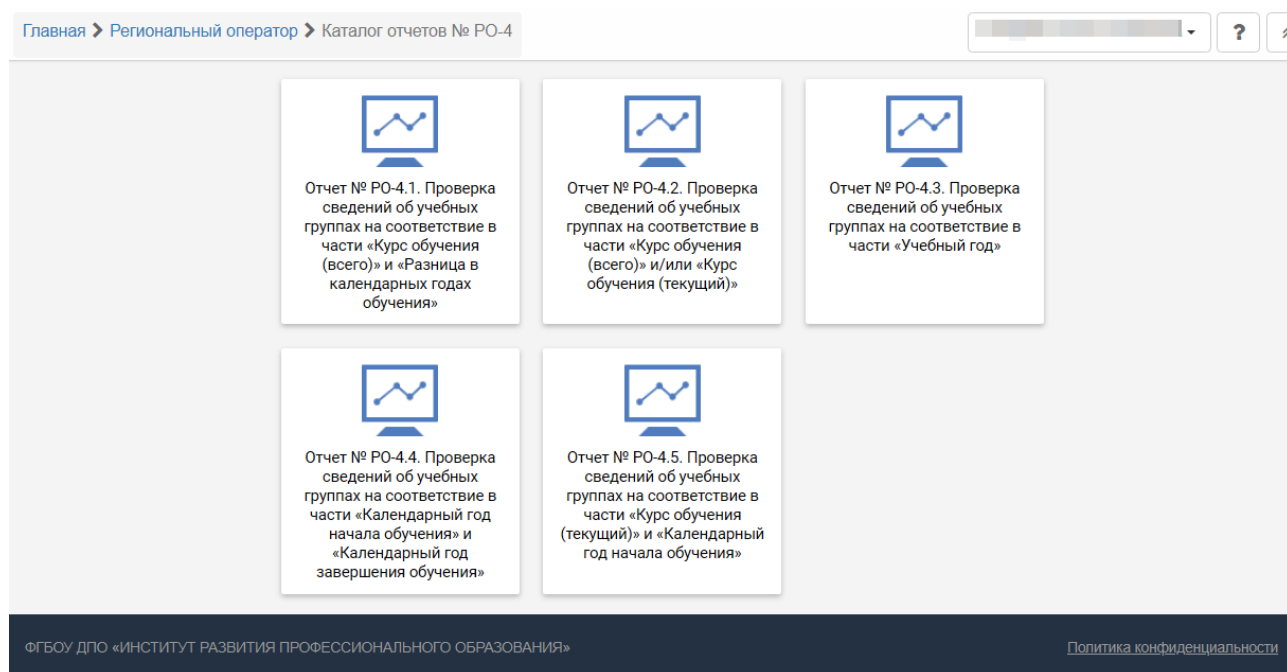 Главная > Региональный оператор > Каталог отчетов № РО-4
?
Отчет № РО-4.1. Проверка
сведений об учебных
группах на соответствие в
части «Курс обучения
(всего)» и «Разница в
календарных годах
обучения»
Отчет № РО-4.2. Проверка
сведений об учебных
группах на соответствие в
части «Курс обучения
(всего)» и/или «Курс
обучения (текущий)»
Отчет № РО-4.3. Проверка
сведений об учебных
группах на соответствие в
части «Учебный год»
Отчет № РО-4.4. Проверка
сведений об учебных
группах на соответствие в
части «Календарный год
начала обучения» и
«Календарный год
завершения обучения»
Отчет № РО-4.5. Проверка
сведений об учебных
группах на соответствие в
части «Курс обучения
(текущий)» и «Календарный
год начала обучения»
ФГБОУ ДПО «ИНСТИТУТ РАЗВИТИЯ ПРОФЕССИОНАЛЬНОГО ОБРАЗОВАНИЯ»
Политика конфиденциальности